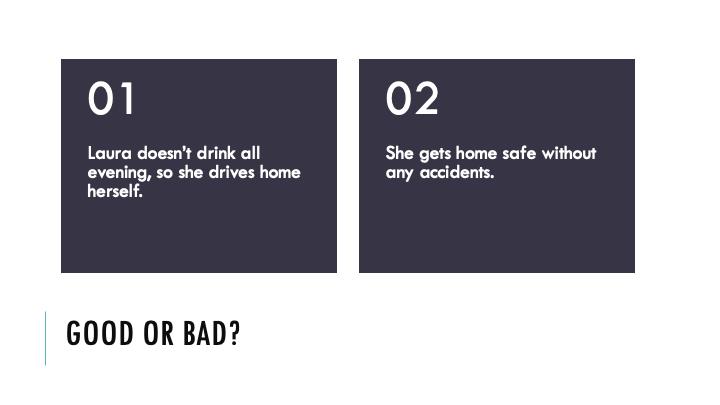 01
Laura doesn't drink all
evening, so she drives home
herself.
02
She gets home safe without
any accidents.
GOOD OR BAD?